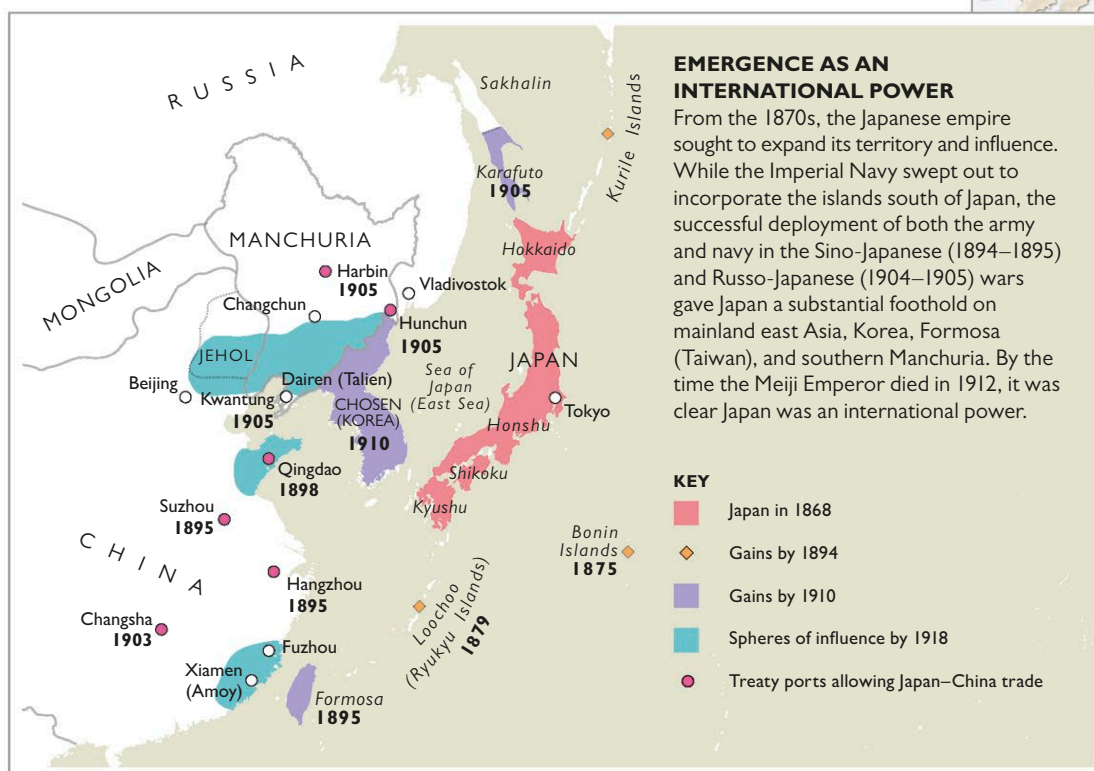 RUSSIA
Sakhalin
Kurile Islands
Karafuto
1905
MANCHURIA
MONGOLIA
Harbin
1905
Vladivostok
Changchun
Hunchun
1905
Hokkaido
JEHOL
Beijing
Dairen (Talien)
Kwantung
1905
CHOSEN
(KOREA)
1910
Sea of
Japan
(East Sea)
JAPAN
Tokyo
Honshu
Shikoku
Kyushu
Qingdao
1898
Suzhou
1895
CHINA
Hangzhou
1895
Changsha
1903
Fuzhou
Xiamen
(Amoy)
Formosa
1895
Loochoo
(Ryukyu Islands)
1879
Bonin
Islands
1875
EMERGENCE AS AN
INTERNATIONAL POWER
From the 1870s, the Japanese empire
sought to expand its territory and influence.
While the Imperial Navy swept out to
incorporate the islands south of Japan, the
successful deployment of both the army
and navy in the Sino-Japanese (1894–1895)
and Russo-Japanese (1904–1905) wars
gave Japan a substantial foothold on
mainland east Asia, Korea, Formosa
(Taiwan), and southern Manchuria. By the
time the Meiji Emperor died in 1912, it was
clear Japan was an international power.
KEY
Japan in 1868
Gains by 1894
Gains by 1910
Spheres of influence by 1918
Treaty ports allowing Japan–China trade